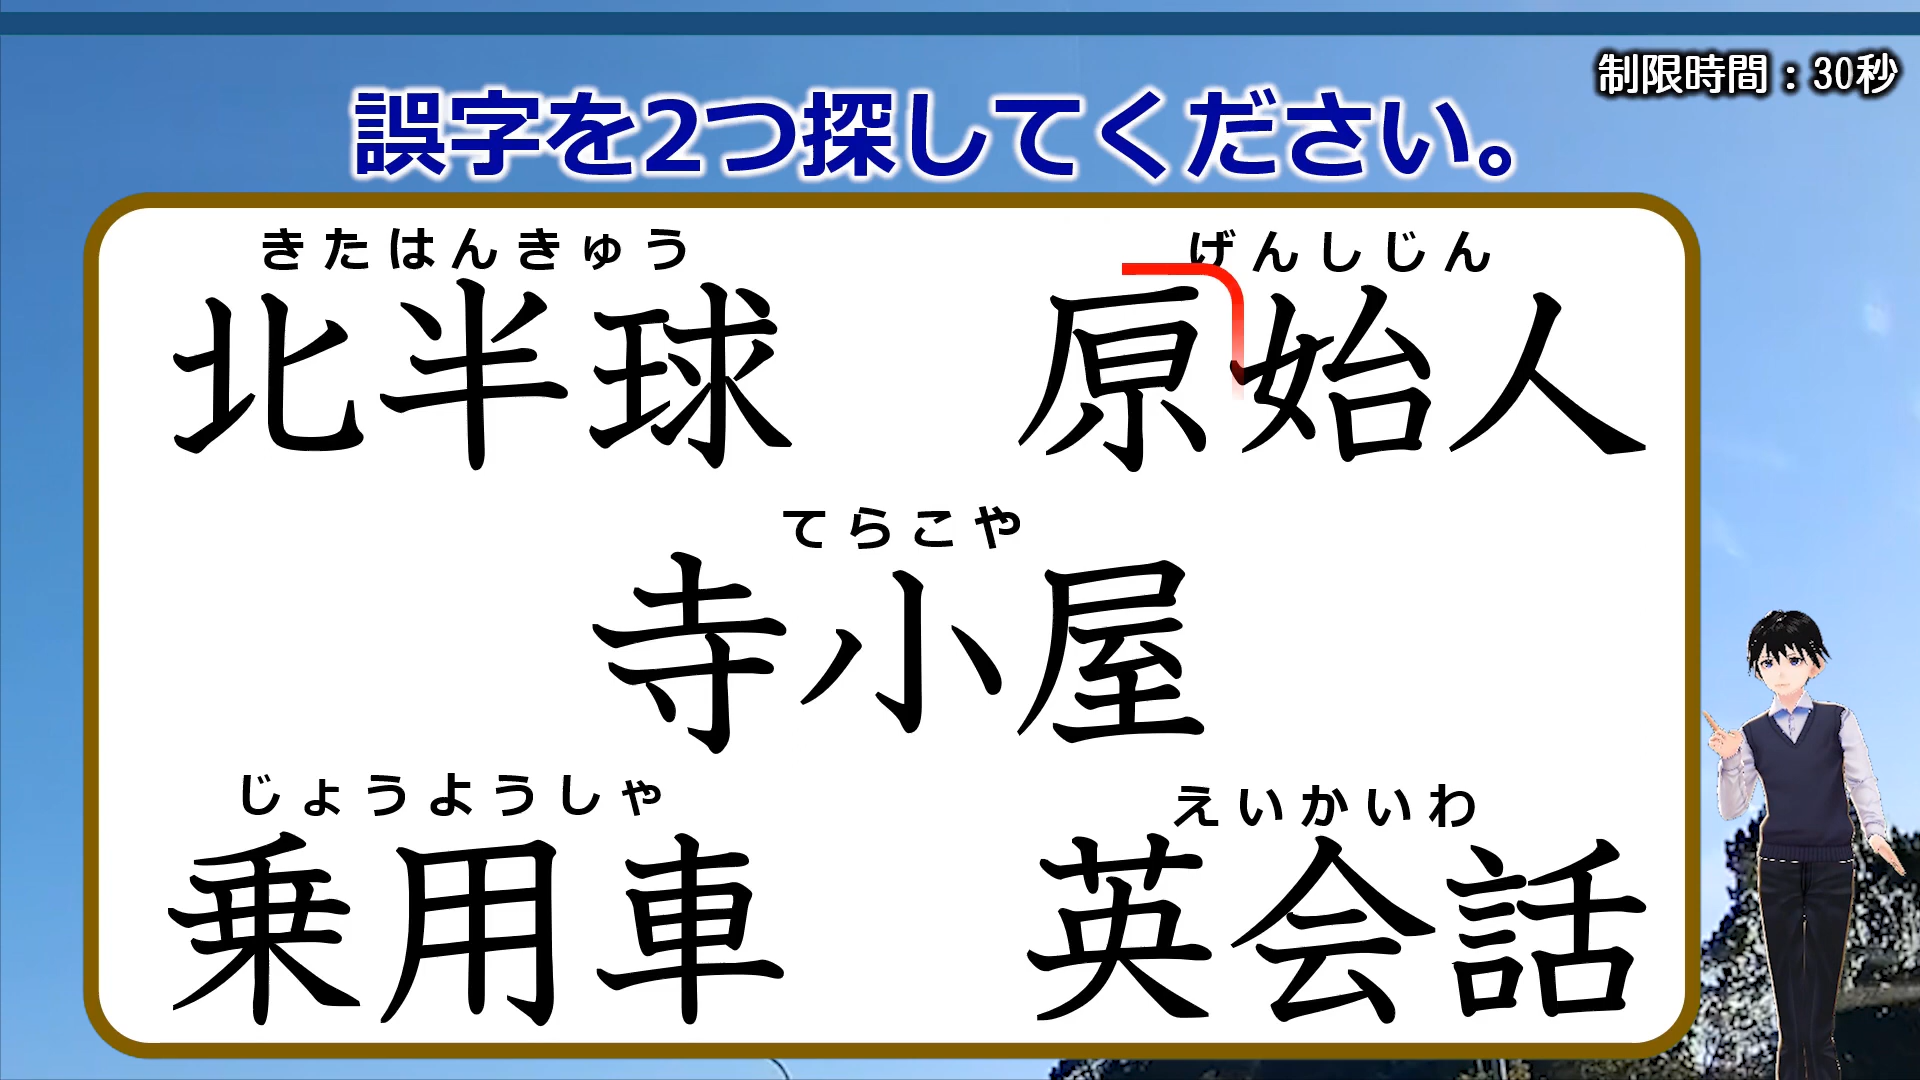 制限時間：30秒
誤字を2つ探してください。
きたはんきゅう
北半球
げんしじん
原始人
てらこや
寺小屋
じょうようしゃ
乗用車
えいかいわ
英会話